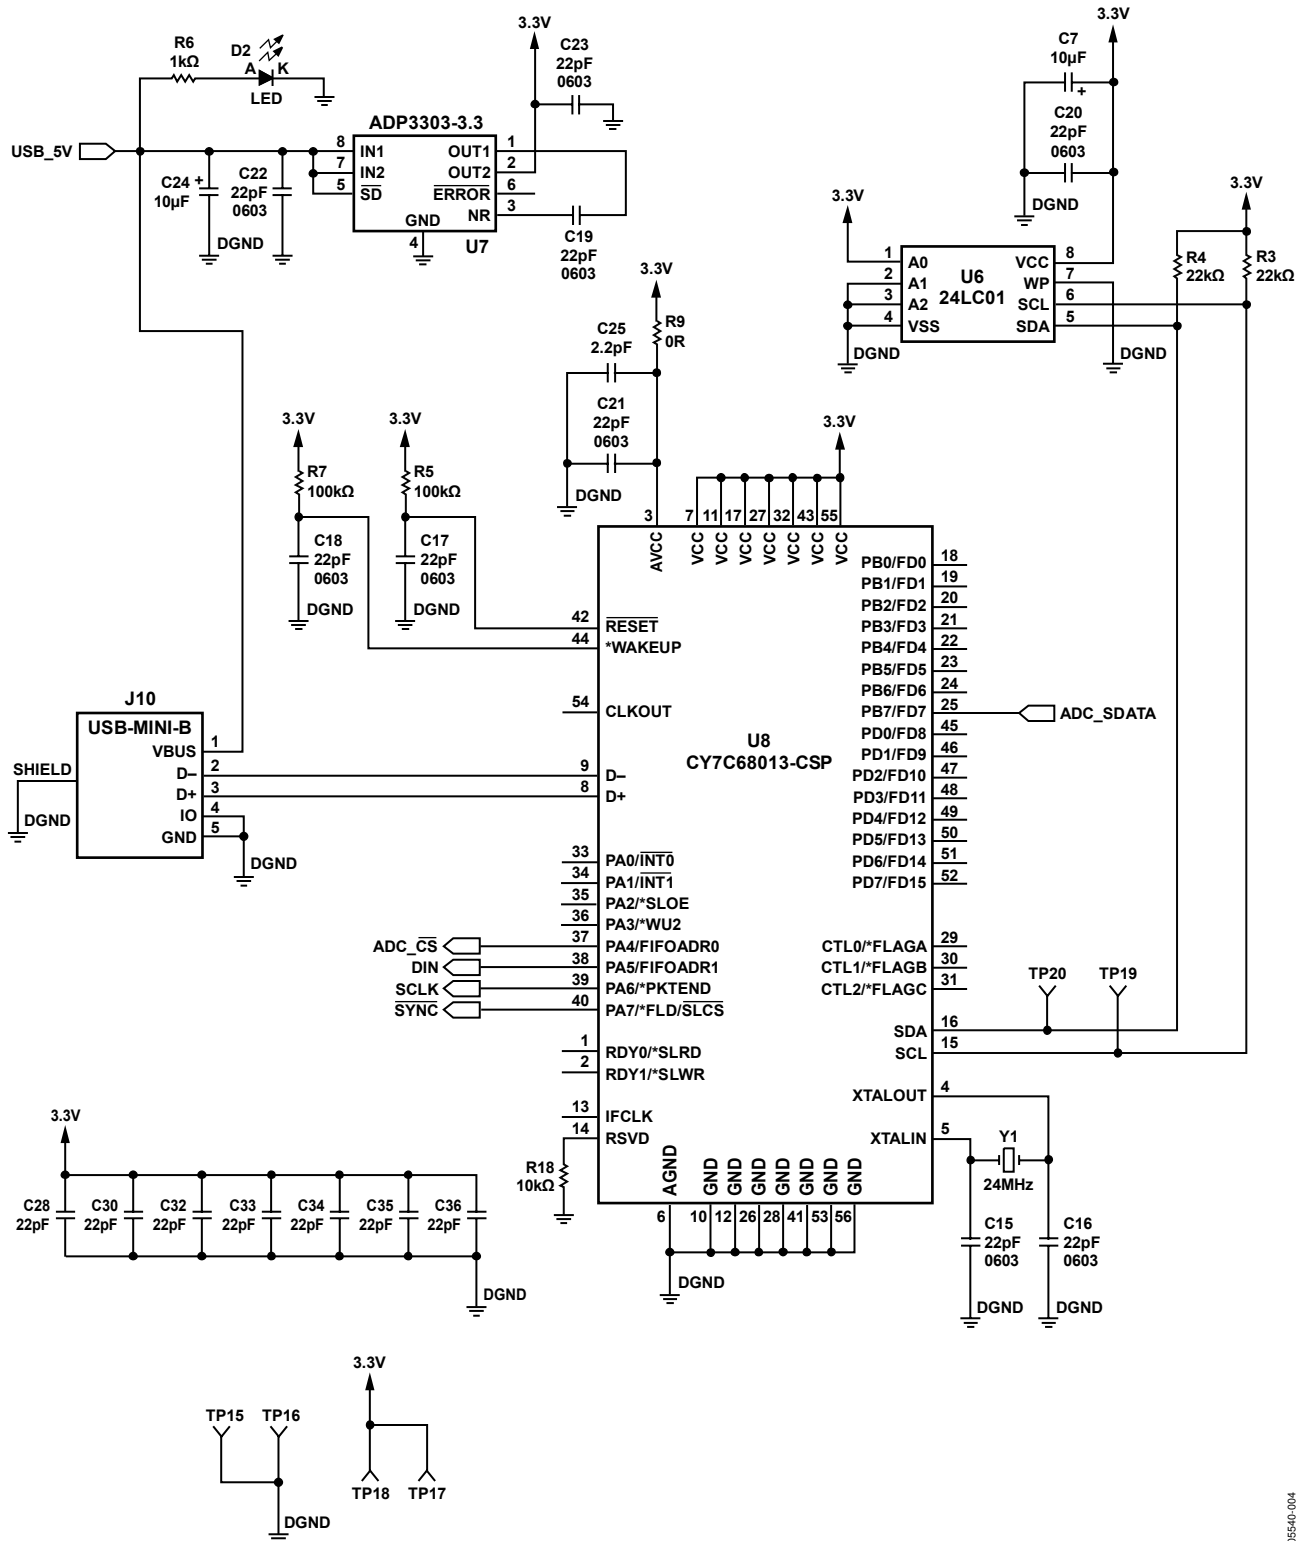 3.3V
C23
22pF
0603
R6
1kΩ
D2
A
K
LED
USB_5V
C24
+
10µF
C22
22pF
0603
DGND
ADP3303-3.3
8
IN1
7
IN2
5
SD
OUT1
1
OUT2
2
ERROR
6
NR
3
GND
4
U7
C19
22pF
0603
3.3V
C7
10µF
+
C20
22pF
0603
DGND
3.3V
3.3V
R4
22kΩ
R3
22kΩ
1
A0
2
A1
3
A2
4
VSS
U6
24LC01
VCC
8
WP
7
SCL
6
SDA
5
DGND
DGND
3.3V
R9
0R
C25
2.2pF
C21
22pF
0603
DGND
3.3V
R7
100kΩ
C18
22pF
0603
DGND
3.3V
R5
100kΩ
C17
22pF
0603
DGND
3.3V
3
7
11
17
27
32
43
55
AVCC
VCC
VCC
VCC
VCC
VCC
VCC
VCC
42
RESET
44
*WAKEUP
54
CLKOUT
9
D–
8
D+
U8
CY7C68013-CSP
PB0/FD0
18
PB1/FD1
19
PB2/FD2
20
PB3/FD3
21
PB4/FD4
22
PB5/FD5
23
PB6/FD6
24
PB7/FD7
25
ADC_SDATA
PD0/FD8
45
PD1/FD9
46
PD2/FD10
47
PD3/FD11
48
PD4/FD12
49
PD5/FD13
50
PD6/FD14
51
PD7/FD15
52
J10
USB-MINI-B
VBUS
1
D–
2
D+
3
IO
4
GND
5
SHIELD
DGND
DGND
33
PA0/INT0
34
PA1/INT1
35
PA2/*SLOE
36
PA3/*WU2
ADC_CS
37
PA4/FIFOADR0
DIN
38
PA5/FIFOADR1
SCLK
39
PA6/*PKTEND
SYNC
40
PA7/*FLD/SLCS
1
RDY0/*SLRD
2
RDY1/*SLWR
13
IFCLK
14
RSVD
R18
10kΩ
CTL0/*FLAGA
29
CTL1/*FLAGB
30
CTL2/*FLAGC
31
TP20
TP19
SDA
16
SCL
15
XTALOUT
4
XTALIN
5
Y1
24MHz
C15
22pF
0603
DGND
C16
22pF
0603
DGND
AGND
GND
GND
GND
GND
GND
GND
GND
6
10
12
26
28
41
53
56
DGND
3.3V
C28
22pF
C30
22pF
C32
22pF
C33
22pF
C34
22pF
C35
22pF
C36
22pF
DGND
TP15
TP16
DGND
3.3V
TP18
TP17
05540-004